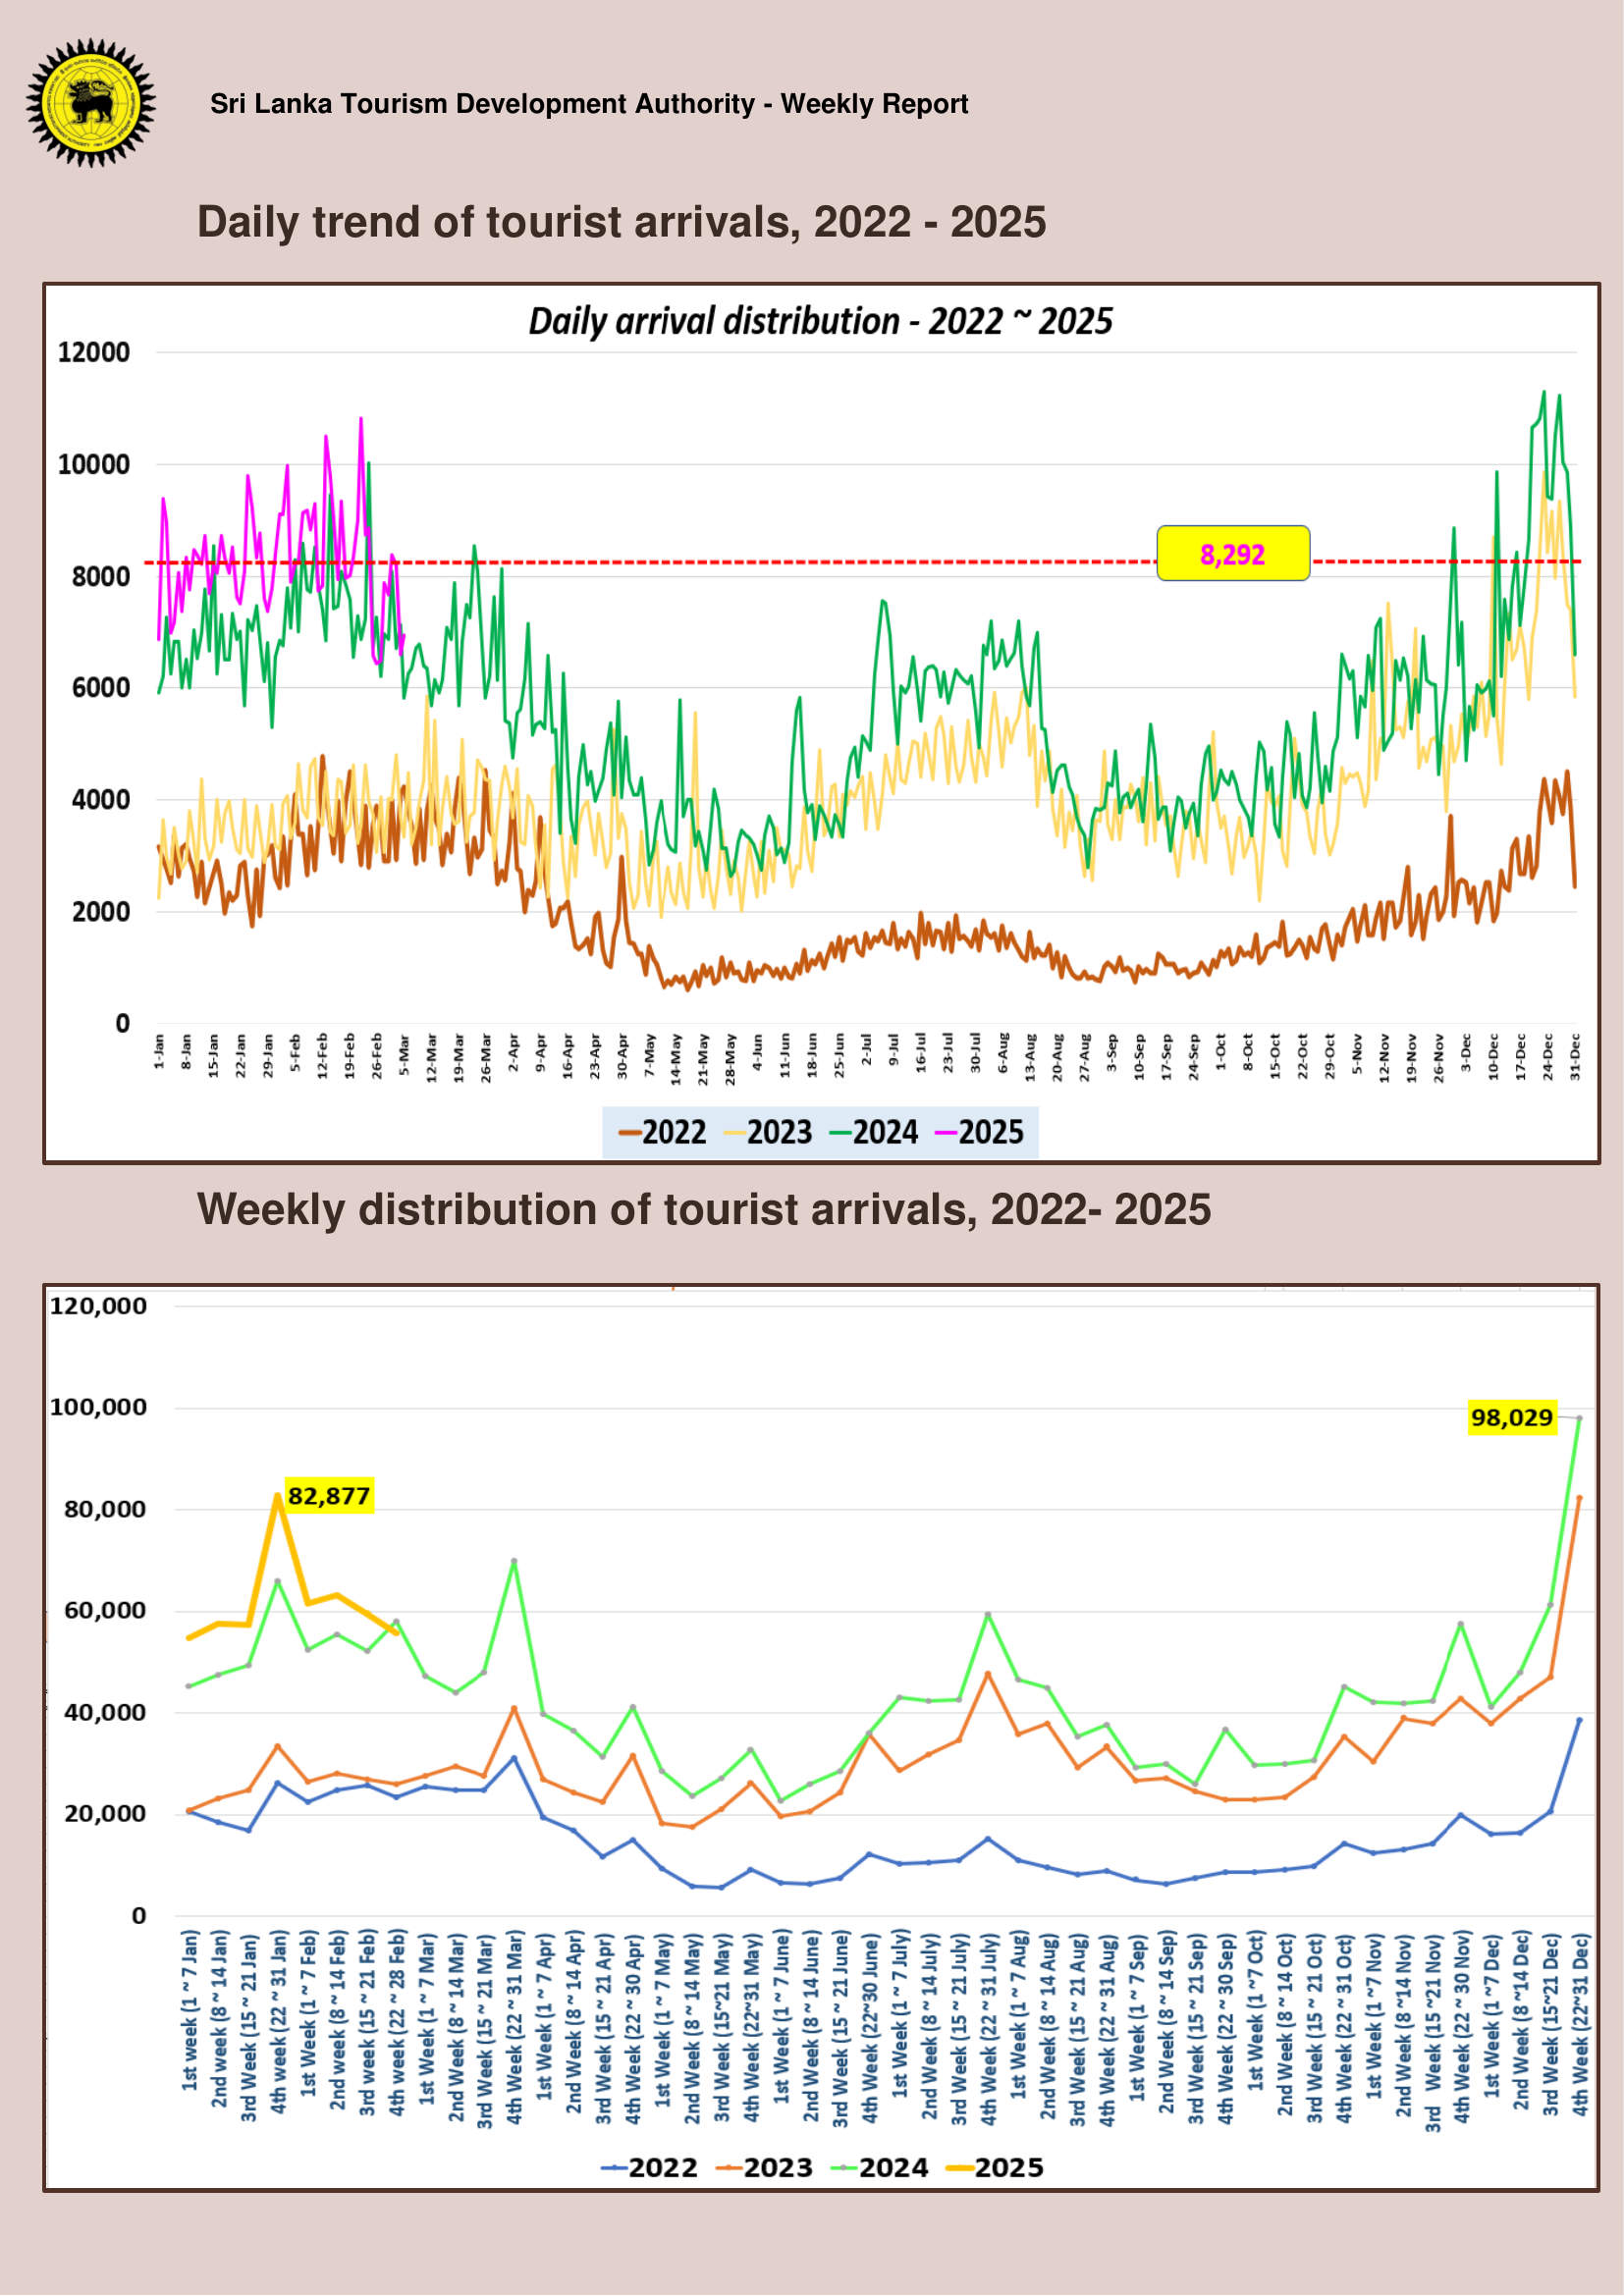 Sri Lanka Tourism Development Authority - Weekly Report
Daily trend of tourist arrivals, 2022 - 2025
Daily arrival distribution - 2022 ~ 2025
12000
10000
8000
6000
4000
2000
0
8,292
1-Jan
8-Jan
15-Jan
22-Jan
29-Jan
5-Feb
12-Feb
19-Feb
26-Feb
5-Mar
12-Mar
19-Mar
26-Mar
2-Apr
9-Apr
16-Apr
23-Apr
30-Apr
7-May
14-May
21-May
28-May
4-Jun
11-Jun
18-Jun
25-Jun
2-Jul
9-Jul
16-Jul
23-Jul
30-Jul
6-Aug
13-Aug
20-Aug
27-Aug
3-Sep
10-Sep
17-Sep
24-Sep
1-Oct
8-Oct
15-Oct
22-Oct
29-Oct
5-Nov
12-Nov
19-Nov
26-Nov
3-Dec
10-Dec
17-Dec
24-Dec
31-Dec
2022 2023 2024 2025
Weekly distribution of tourist arrivals, 2022- 2025
120,000
100,000
80,000
60,000
40,000
20,000
0
82,877
98,029
1st week (1 ~ 7 Jan)
2nd week (8 ~ 14 Jan)
3rd Week (15 ~ 21 Jan)
4th week (22 ~ 31 Jan)
1st Week (1 ~ 7 Feb)
2nd week (8 ~ 14 Feb)
3rd week (15 ~ 21 Feb)
4th week (22 ~ 28 Feb)
1st Week (1 ~ 7 Mar)
2nd Week (8 ~ 14 Mar)
3rd Week (15 ~ 21 Mar)
4th Week (22 ~ 31 Mar)
1st Week (1 ~ 7 Apr)
2nd Week (8 ~ 14 Apr)
3rd Week (15 ~ 21 Apr)
4th Week (22 ~ 30 Apr)
1st Week (1 ~ 7 May)
2nd Week (8 ~ 14 May)
3rd Week (15~21 May)
4th Week (22~31 May)
1st Week (1 ~ 7 June)
2nd Week (8 ~ 14 June)
3rd Week (15 ~ 21 June)
4th Week (22~30 June)
1st Week (1 ~ 7 July)
2nd Week (8 ~ 14 July)
3rd Week (15 ~ 21 July)
4th Week (22 ~ 31 July)
1st Week (1 ~ 7 Aug)
2nd Week (8 ~ 14 Aug)
3rd Week (15 ~ 21 Aug)
4th Week (22 ~ 31 Aug)
1st Week (1 ~ 7 Sep)
2nd Week (8 ~ 14 Sep)
3rd Week (15 ~ 21 Sep)
4th Week (22 ~ 30 Sep)
1st Week (1 ~7 Oct)
2nd Week (8 ~ 14 Oct)
3rd Week (15 ~ 21 Oct)
4th Week (22 ~ 31 Oct)
1st Week (1 ~7 Nov)
2nd Week (8 ~14 Nov)
3rd Week (15 ~21 Nov)
4th Week (22 ~ 30 Nov)
1st Week (1 ~7 Dec)
2nd Week (8 ~14 Dec)
3rd Week (15~21 Dec)
4th Week (22~31 Dec)
2022 2023 2024 2025